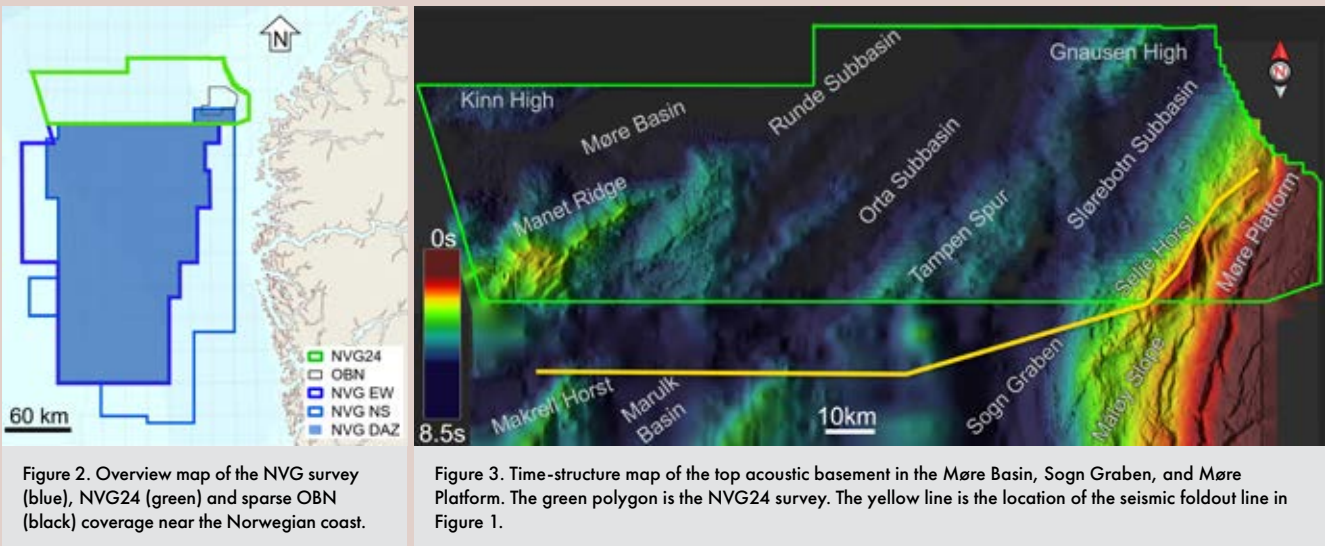 N
NVG24
OBN
NVG EW
NVG NS
NVG DAZ
60 km
Figure 2. Overview map of the NVG survey
(blue), NVG24 (green) and sparse OBN
(black) coverage near the Norwegian coast.
Kinn High
Møre Basin
Runde Subbasin
Gnausen High
N
Manet Ridge
Orta Subbasin
Tampen Spur
Slørebotn Subbasin
Selje Horst
Møre Platform
0s
8.5s
Makrell Horst
Marulk
Basin
10km
Sogn Graben
Måløy Slope
Figure 3. Time-structure map of the top acoustic basement in the Møre Basin, Sogn Graben, and Møre
Platform. The green polygon is the NVG24 survey. The yellow line is the location of the seismic foldout line in
Figure 1.